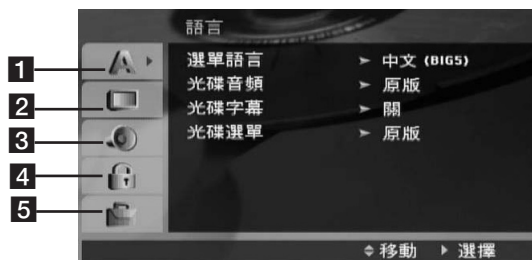 語言
1
選單語言 ► 中文 (BIG5)
2
光碟音頻 ► 原版
3
光碟字幕 ► 關
4
光碟選單 ► 原版
5
移動 選擇